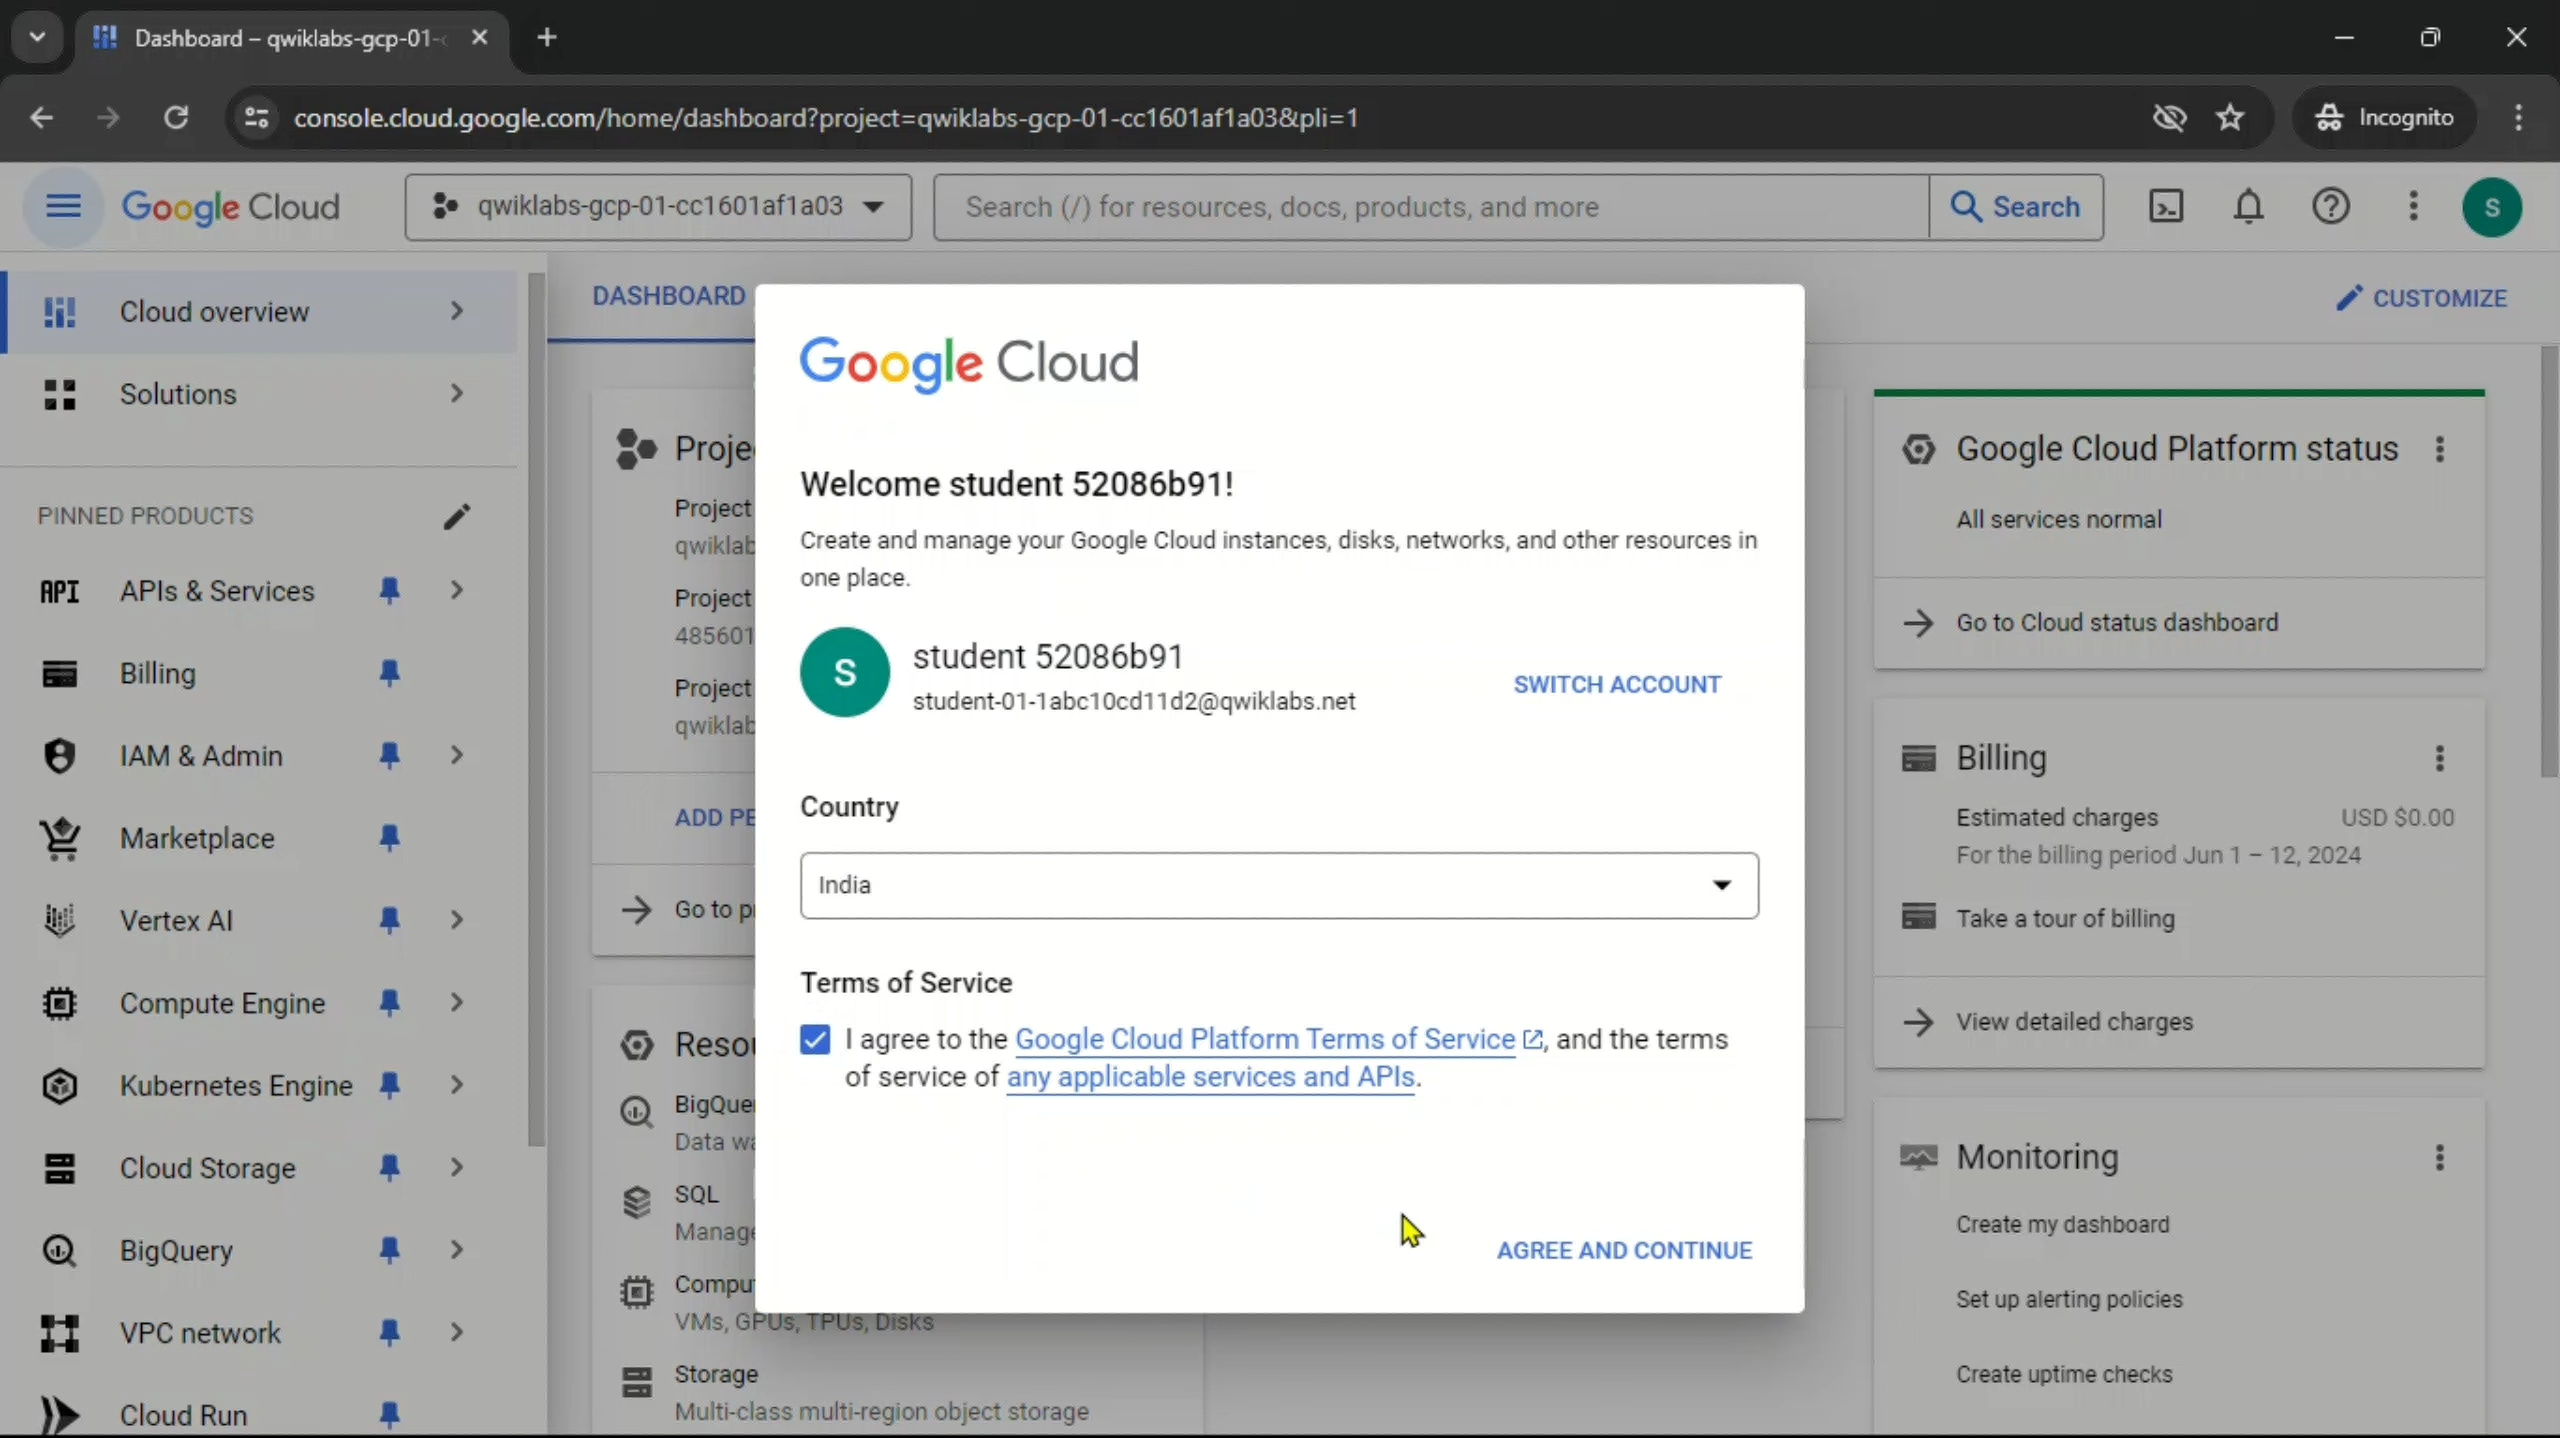 Dashboard – qwiklabs-gcp-01-
console.cloud.google.com/home/dashboard?project=qwiklabs-gcp-01-cc1601af1a03&pli=1
Incognito
Google Cloud
qwiklabs-gcp-01-cc1601af1a03
Search (/) for resources, docs, products, and more
Search
S
Cloud overview
Solutions
PINNED PRODUCTS
API APIs & Services
Billing
IAM & Admin
Marketplace
Vertex AI
Compute Engine
Kubernetes Engine
Cloud Storage
BigQuery
VPC network
Cloud Run
DASHBOARD
CUSTOMIZE
Proje
Project
qwiklab
Project
485601
Project
qwiklab
ADD PE
Go to p
Resou
BigQue
Data wa
SQL
Manage
Compu
VMs, GPUs, TPUs, Disks
Storage
Multi-class multi-region object storage
Google Cloud
Welcome student 52086b91!
Create and manage your Google Cloud instances, disks, networks, and other resources in
one place.
S
student 52086b91
student-01-1abc10cd11d2@qwiklabs.net
SWITCH ACCOUNT
Country
India
Terms of Service
I agree to the Google Cloud Platform Terms of Service, and the terms
of service of any applicable services and APIs.
AGREE AND CONTINUE
Google Cloud Platform status
All services normal
Go to Cloud status dashboard
Billing
Estimated charges USD $0.00
For the billing period Jun 1 – 12, 2024
Take a tour of billing
View detailed charges
Monitoring
Create my dashboard
Set up alerting policies
Create uptime checks